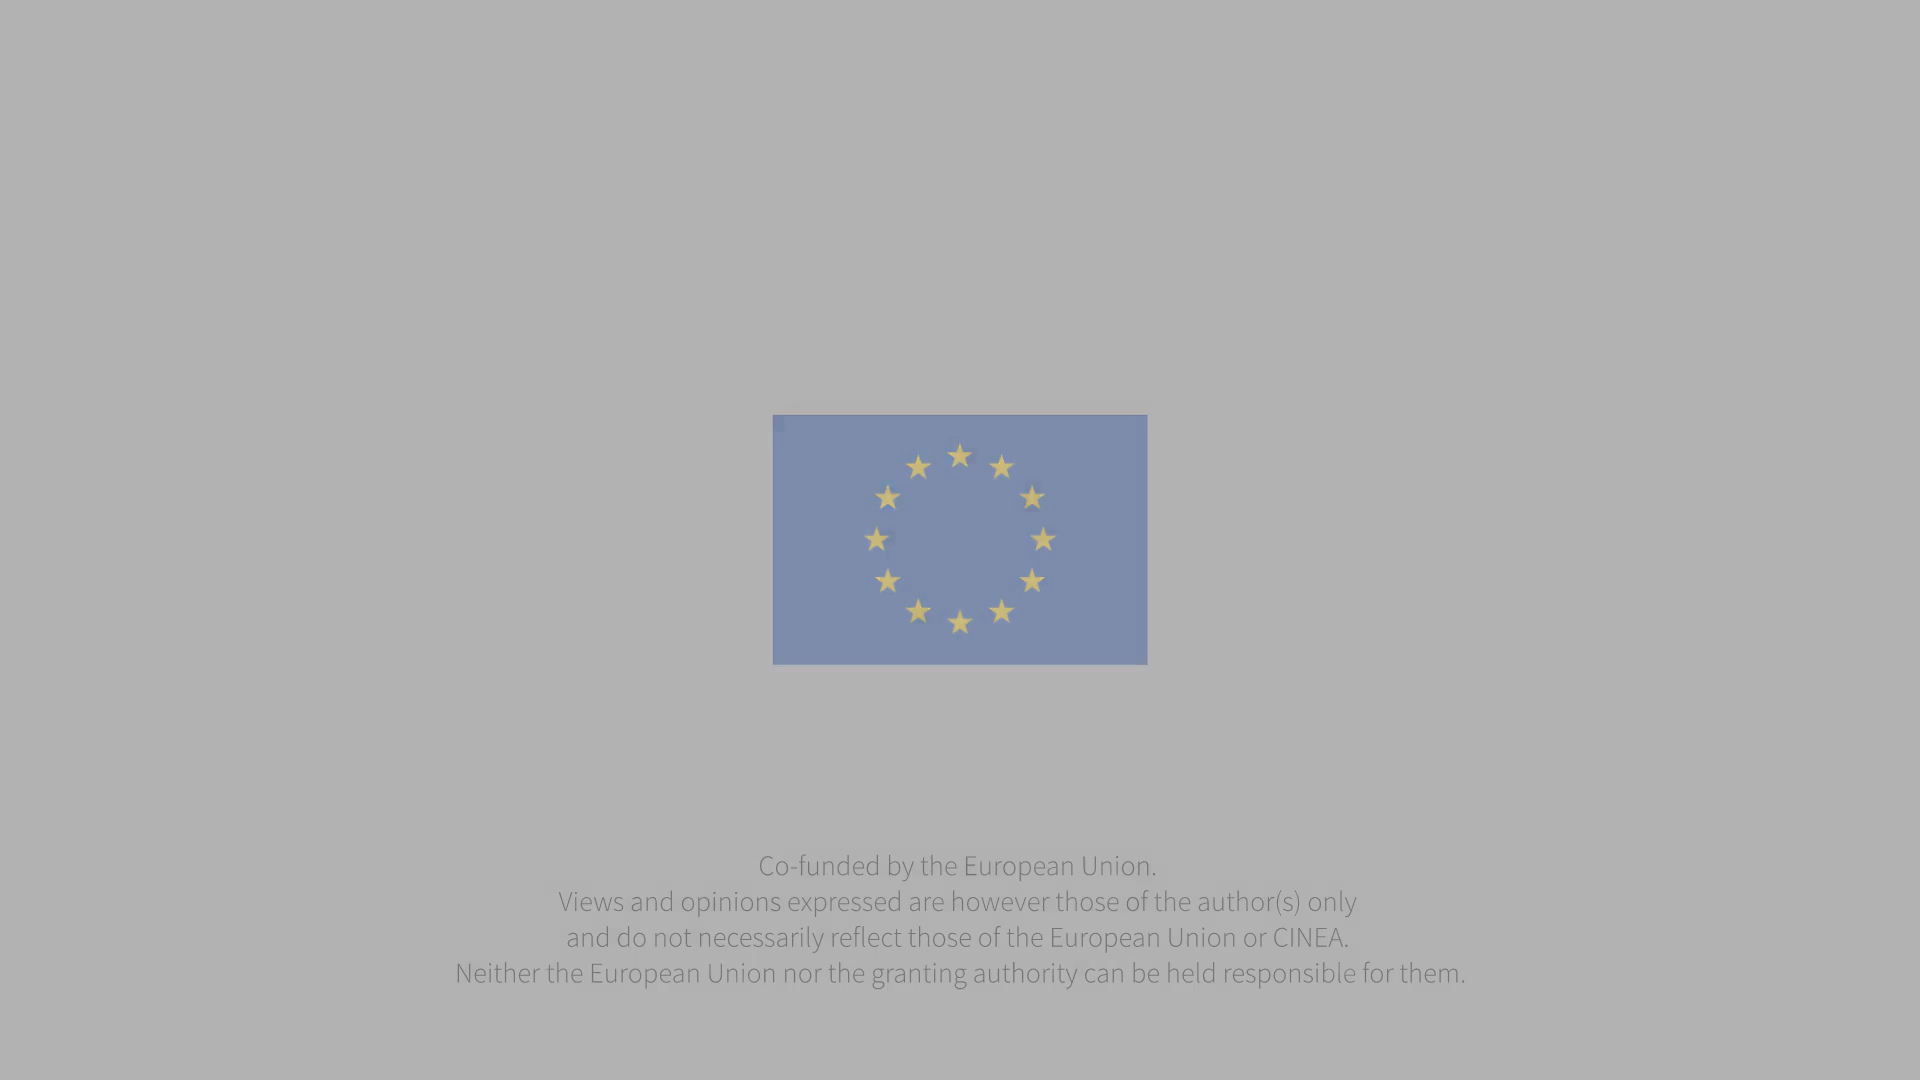 Co-funded by the European Union.
Views and opinions expressed are however those of the author(s) only
and do not necessarily reflect those of the European Union or CINEA.
Neither the European Union nor the granting authority can be held responsible for them.